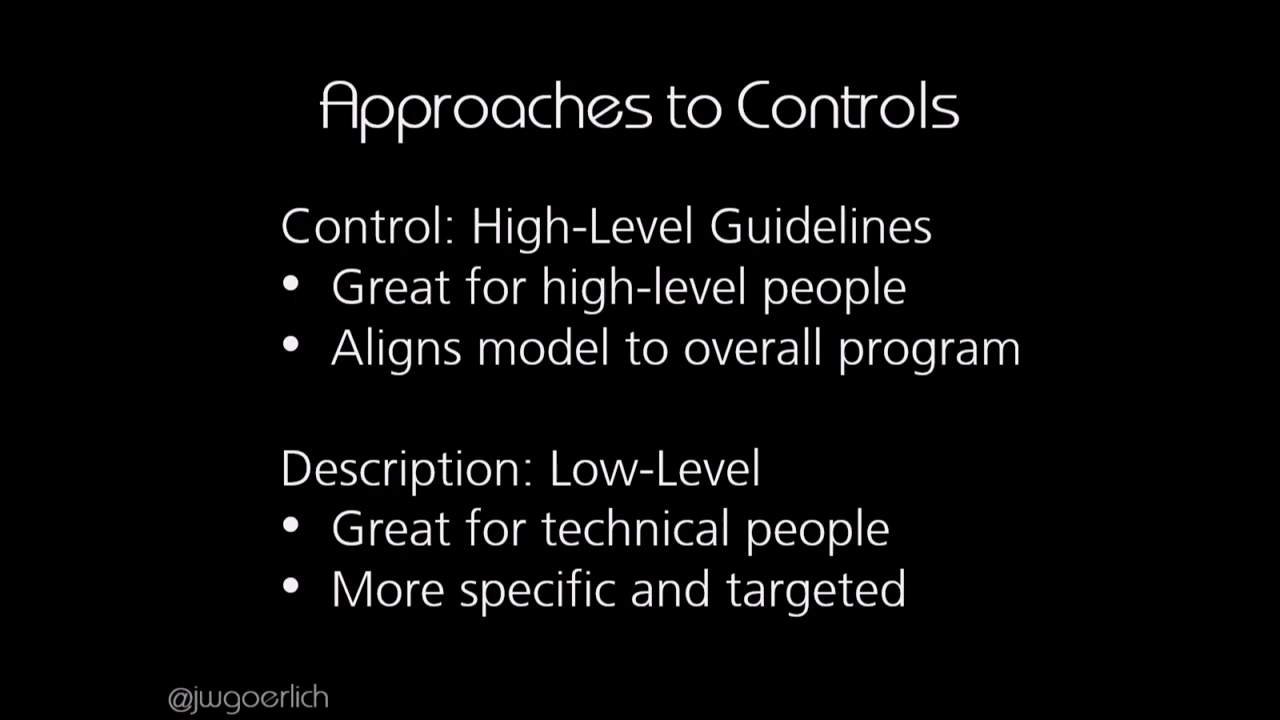 Approaches to Controls
Control: High-Level Guidelines
• Great for high-level people
• Aligns model to overall program
Description: Low-Level
• Great for technical people
• More specific and targeted
@jwgoerlich